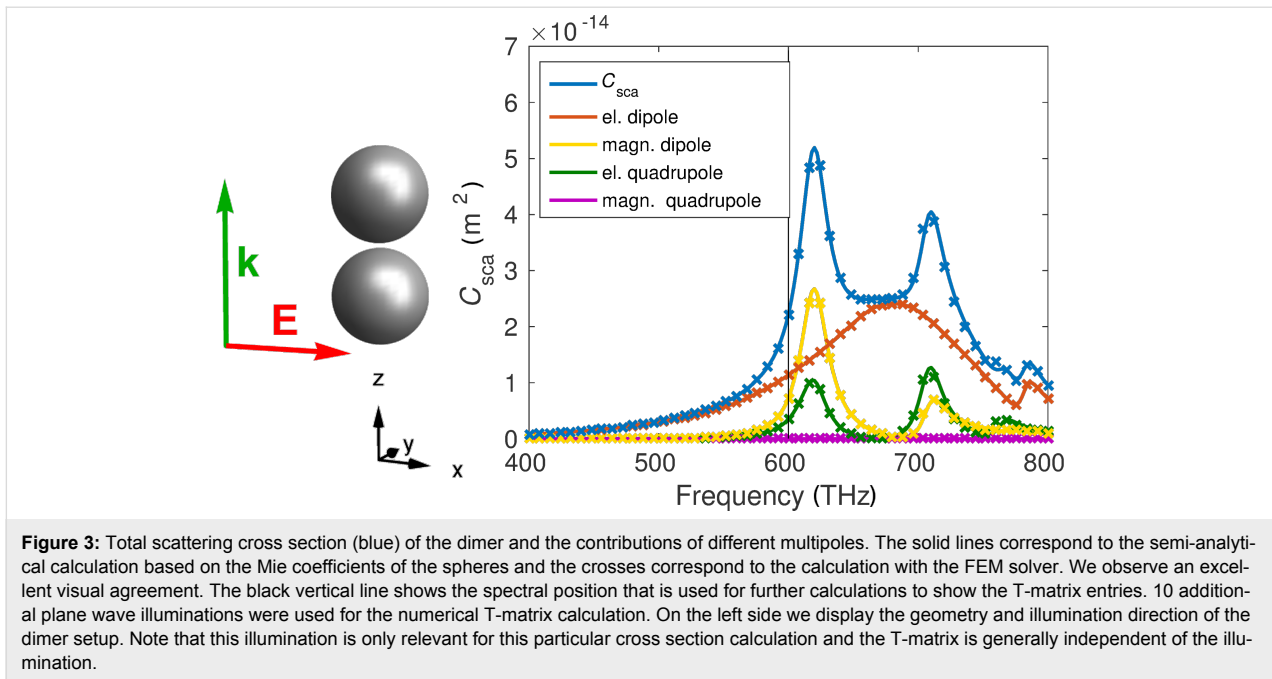 ×10 -14
7
6
5
4
3
2
1
0
C sca (m 2)
C sca
el. dipole
magn. dipole
el. quadrupole
magn. quadrupole
400 500 600 700 800
Frequency (THz)
k
E
z
y
x
Figure 3: Total scattering cross section (blue) of the dimer and the contributions of different multipoles. The solid lines correspond to the semi-analyti-
cal calculation based on the Mie coefficients of the spheres and the crosses correspond to the calculation with the FEM solver. We observe an excel-
lent visual agreement. The black vertical line shows the spectral position that is used for further calculations to show the T-matrix entries. 10 addition-
al plane wave illuminations were used for the numerical T-matrix calculation. On the left side we display the geometry and illumination direction of the
dimer setup. Note that this illumination is only relevant for this particular cross section calculation and the T-matrix is generally independent of the illu-
mination.